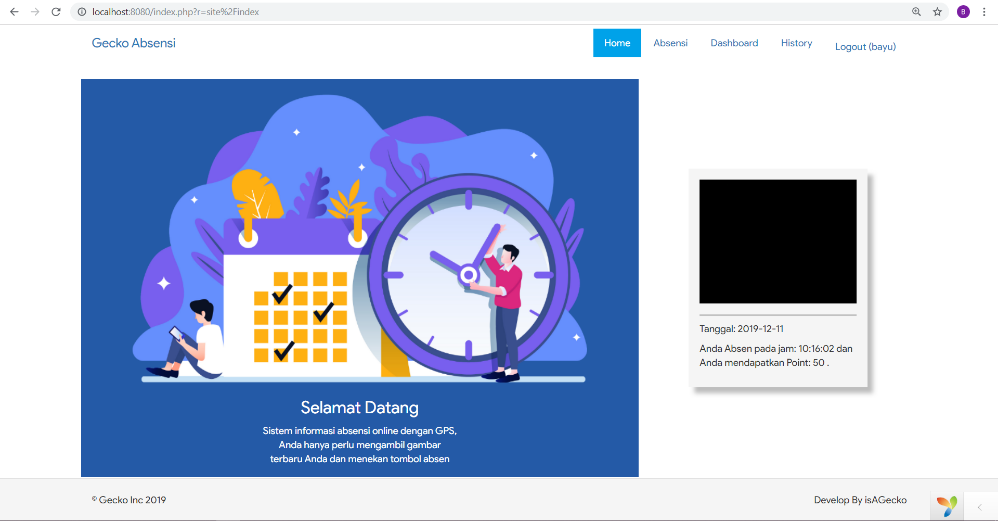 localhost:8080/index.php?r=site%2Findex
B
Gecko Absensi
Home
Absensi
Dashboard
History
Logout (bayu)
Selamat Datang
Sistem informasi absensi online dengan GPS,
Anda hanya perlu mengambil gambar
terbaru Anda dan menekan tombol absen
Tanggal: 2019-12-11
Anda Absen pada jam: 10:16:02 dan
Anda mendapatkan Point: 50 .
© Gecko Inc 2019
Develop By isAGecko